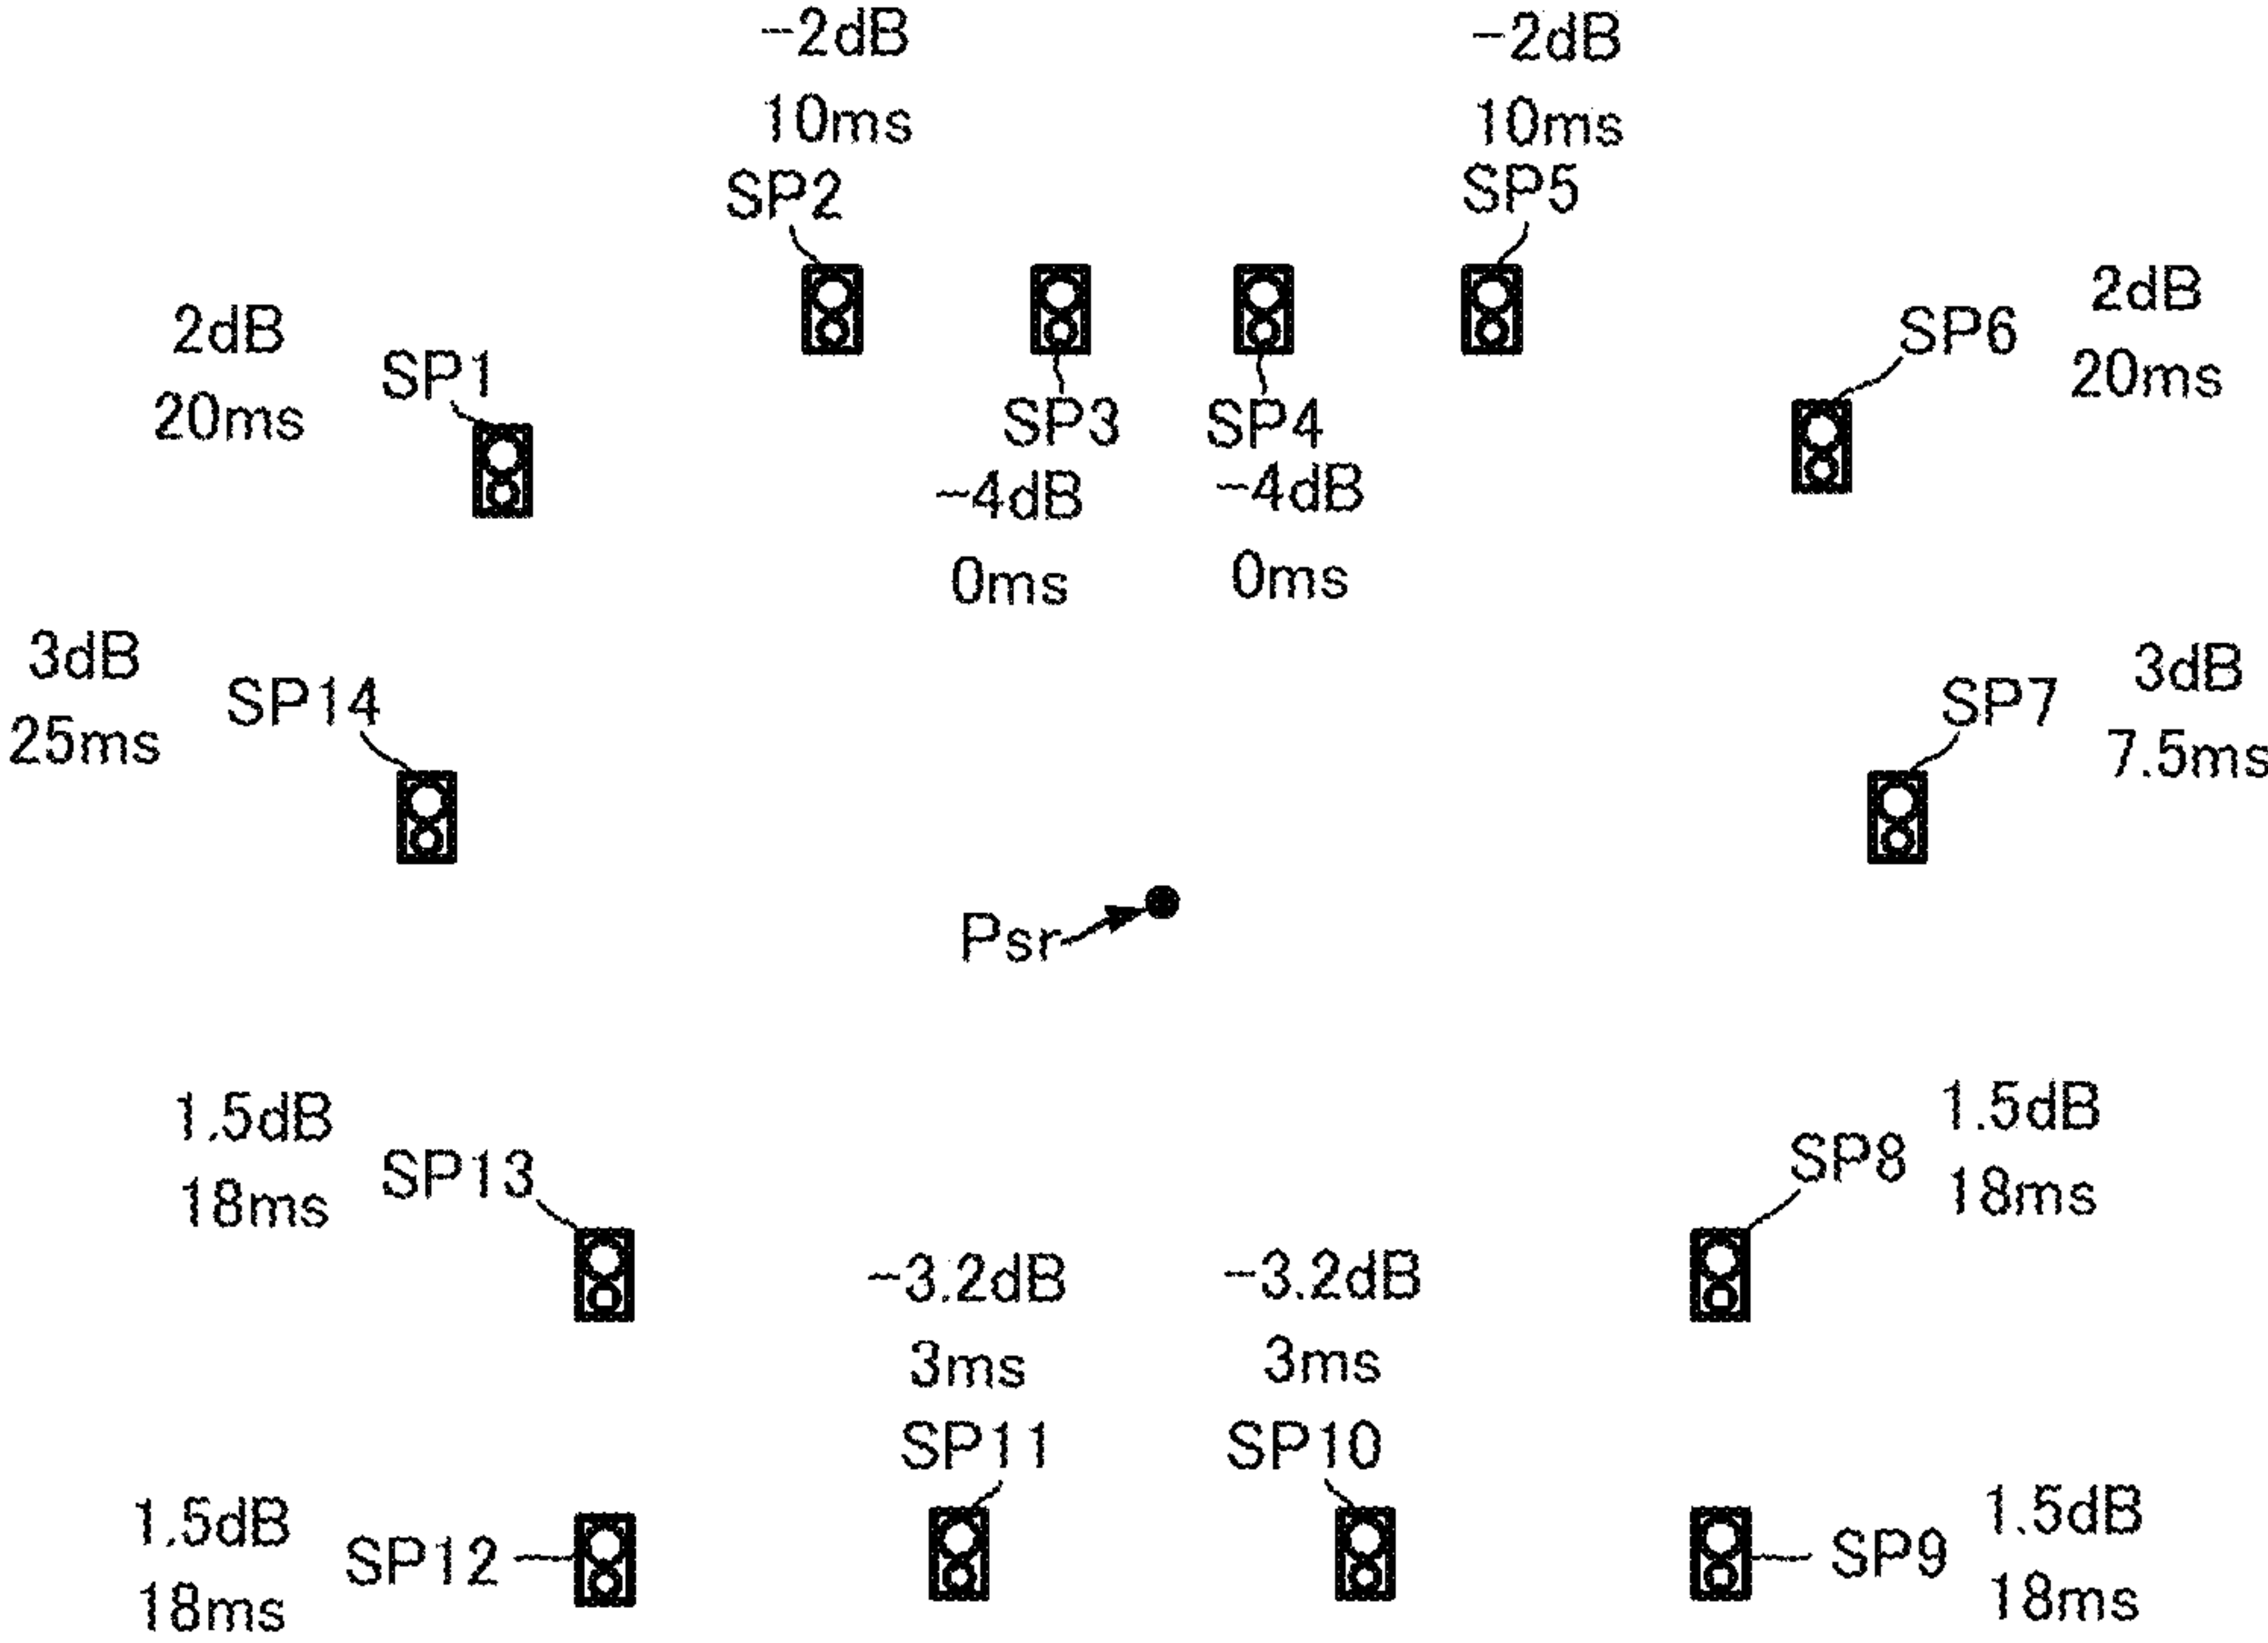 -2dB
10ms
SP2
-2dB
10ms
SP5
2dB
20ms
SP1
SP3
-4dB
0ms
SP4
-4dB
0ms
SP6
2dB
20ms
3dB
25ms
SP14
SP7
3dB
7.5ms
Psr
1.5dB
18ms
SP13
-3.2dB
3ms
SP11
-3.2dB
3ms
SP10
SP8
1.5dB
18ms
1.5dB
18ms
SP12
SP9
1.5dB
18ms